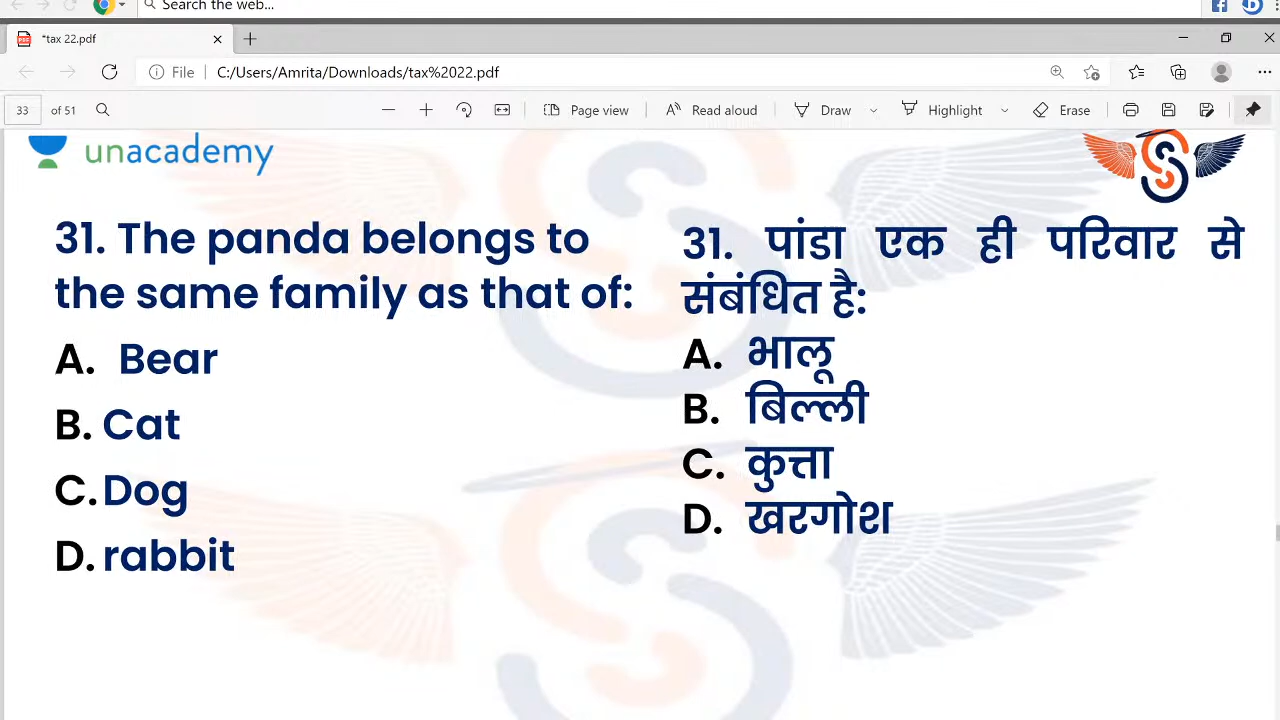 Search the web...
*tax 22.pdf
File
C:/Users/Amrita/Downloads/tax%2022.pdf
33 of 51
Page view
Read aloud
Draw
Highlight
Erase
unacademy
31. The panda belongs to
the same family as that of:
A. Bear
B. Cat
C. Dog
D. rabbit
31. पांडा एक ही परिवार से
संबंधित है:
A. भालू
B. बिल्ली
C. कुत्ता
D. खरगोश